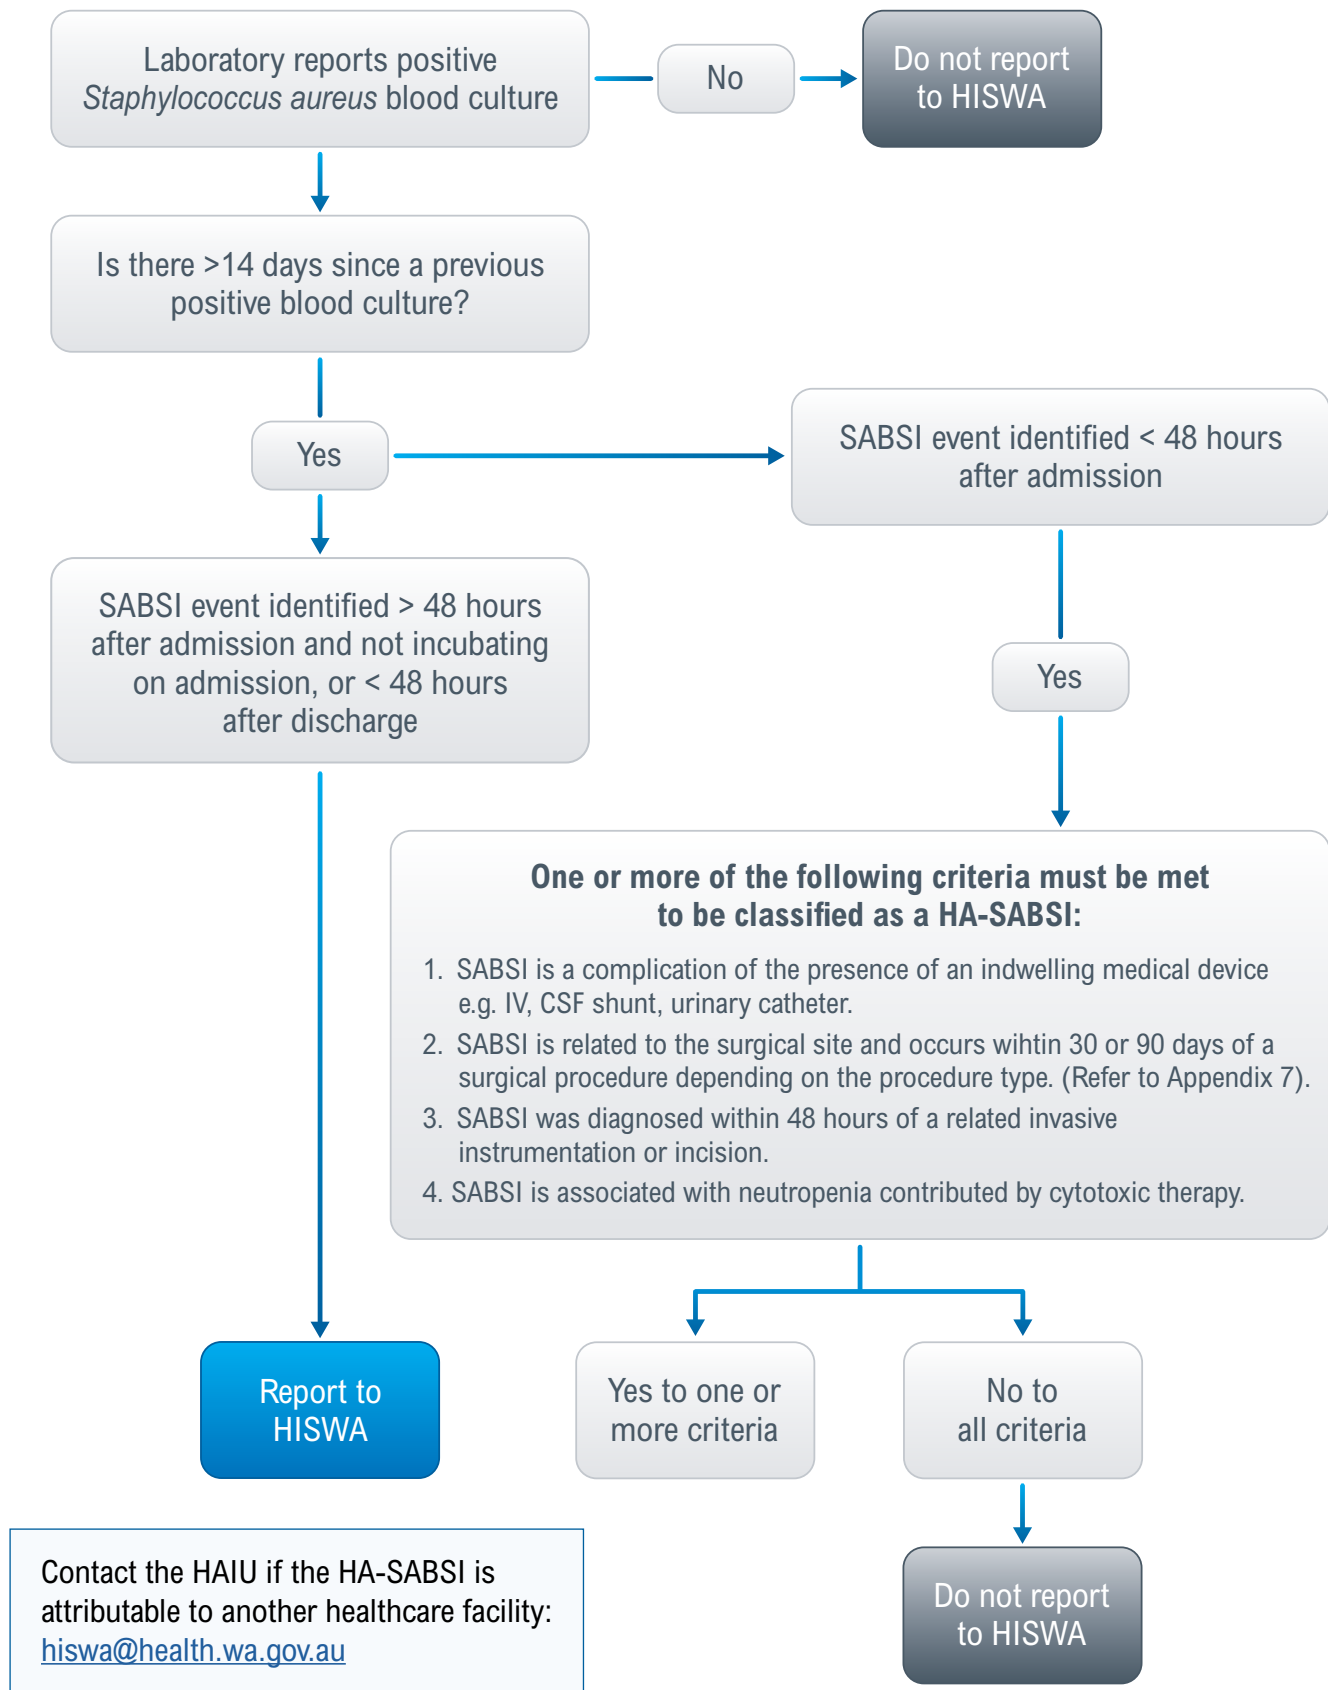 Laboratory reports positive
Staphylococcus aureus blood culture
No
Do not report
to HISWA
Is there >14 days since a previous
positive blood culture?
Yes
SABSI event identified < 48 hours
after admission
SABSI event identified > 48 hours
after admission and not incubating
on admission, or < 48 hours
after discharge
Yes
One or more of the following criteria must be met
to be classified as a HA-SABSI:
1. SABSI is a complication of the presence of an indwelling medical device
e.g. IV, CSF shunt, urinary catheter.
2. SABSI is related to the surgical site and occurs wihtin 30 or 90 days of a
surgical procedure depending on the procedure type. (Refer to Appendix 7).
3. SABSI was diagnosed within 48 hours of a related invasive
instrumentation or incision.
4. SABSI is associated with neutropenia contributed by cytotoxic therapy.
Report to
HISWA
Yes to one or
more criteria
No to
all criteria
Contact the HAIU if the HA-SABSI is
attributable to another healthcare facility:
hiswa@health.wa.gov.au
Do not report
to HISWA